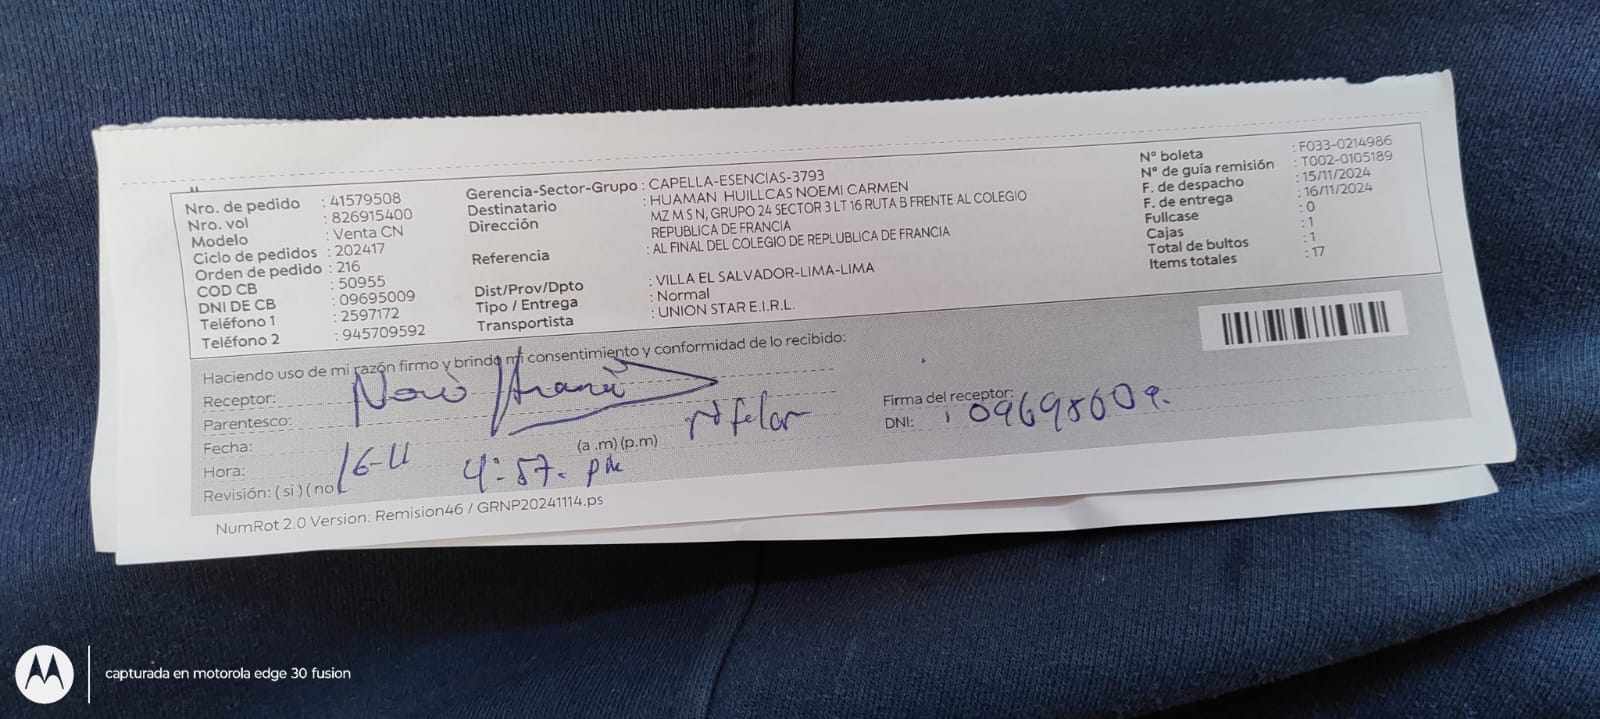 Nro. de pedido : 41579508
Nro. vol : 826915400
Modelo : Venta CN
Ciclo de pedidos : 202417
Orden de pedido : 216
COD CB : 50955
DNI DE CB : 09695009
Teléfono 1 : 2597172
Teléfono 2 : 945709592
Gerencia-Sector-Grupo : CAPELLA-ESENCIAS-3793
Destinatario : HUAMAN HUILLCAS NOEMI CARMEN
Dirección MZ M S N, GRUPO 24 SECTOR 3 LT 16 RUTA B FRENTE AL COLEGIO
REPUBLICA DE FRANCIA
Referencia : AL FINAL DEL COLEGIO DE REPLUBLICA DE FRANCIA
Dist/Prov/Dpto : VILLA EL SALVADOR-LIMA-LIMA
Tipo / Entrega : Normal
Transportista : UNION STAR E.I.R.L.
N° boleta : F033-0214986
N° de guía remisión : T002-0105189
F. de despacho : 15/11/2024
F. de entrega : 16/11/2024
Fullcase : 0
Cajas : 1
Total de bultos : 1
Items totales : 17
Haciendo uso de mi razón firmo y brindo mi consentimiento y conformidad de lo recibido:
Receptor:
Parentesco:
Fecha: 16-11
Hora: 4:57. pm (a .m) (p.m)
Revisión: ( si ) ( no
Firma del receptor:
DNI:
NumRot 2.0 Version: Remision46 / GRNP20241114.ps
capturada en motorola edge 30 fusion